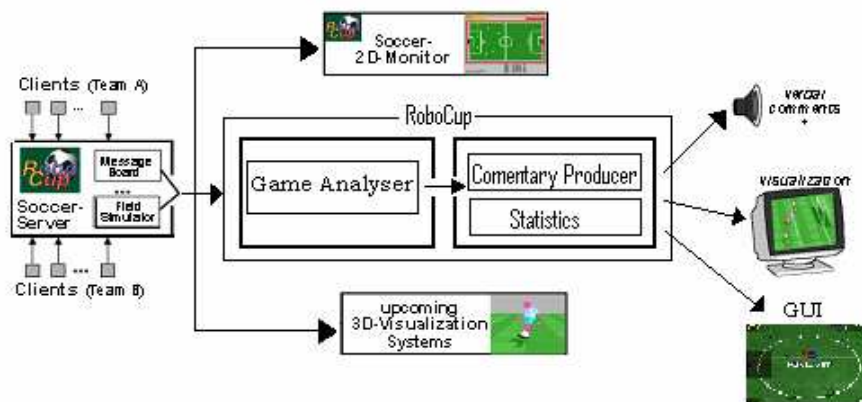 Soccer-
2D-Monitor
Clients (Team A)
...
RoboCup
verbal
comments
+
Message
Board
...
Field
Simulator
Soccer-
Server
Game Analyser
Comentary Producer
Statistics
visualization
...
Clients (Team B)
upcoming
3D-Visualization
Systems
GUI